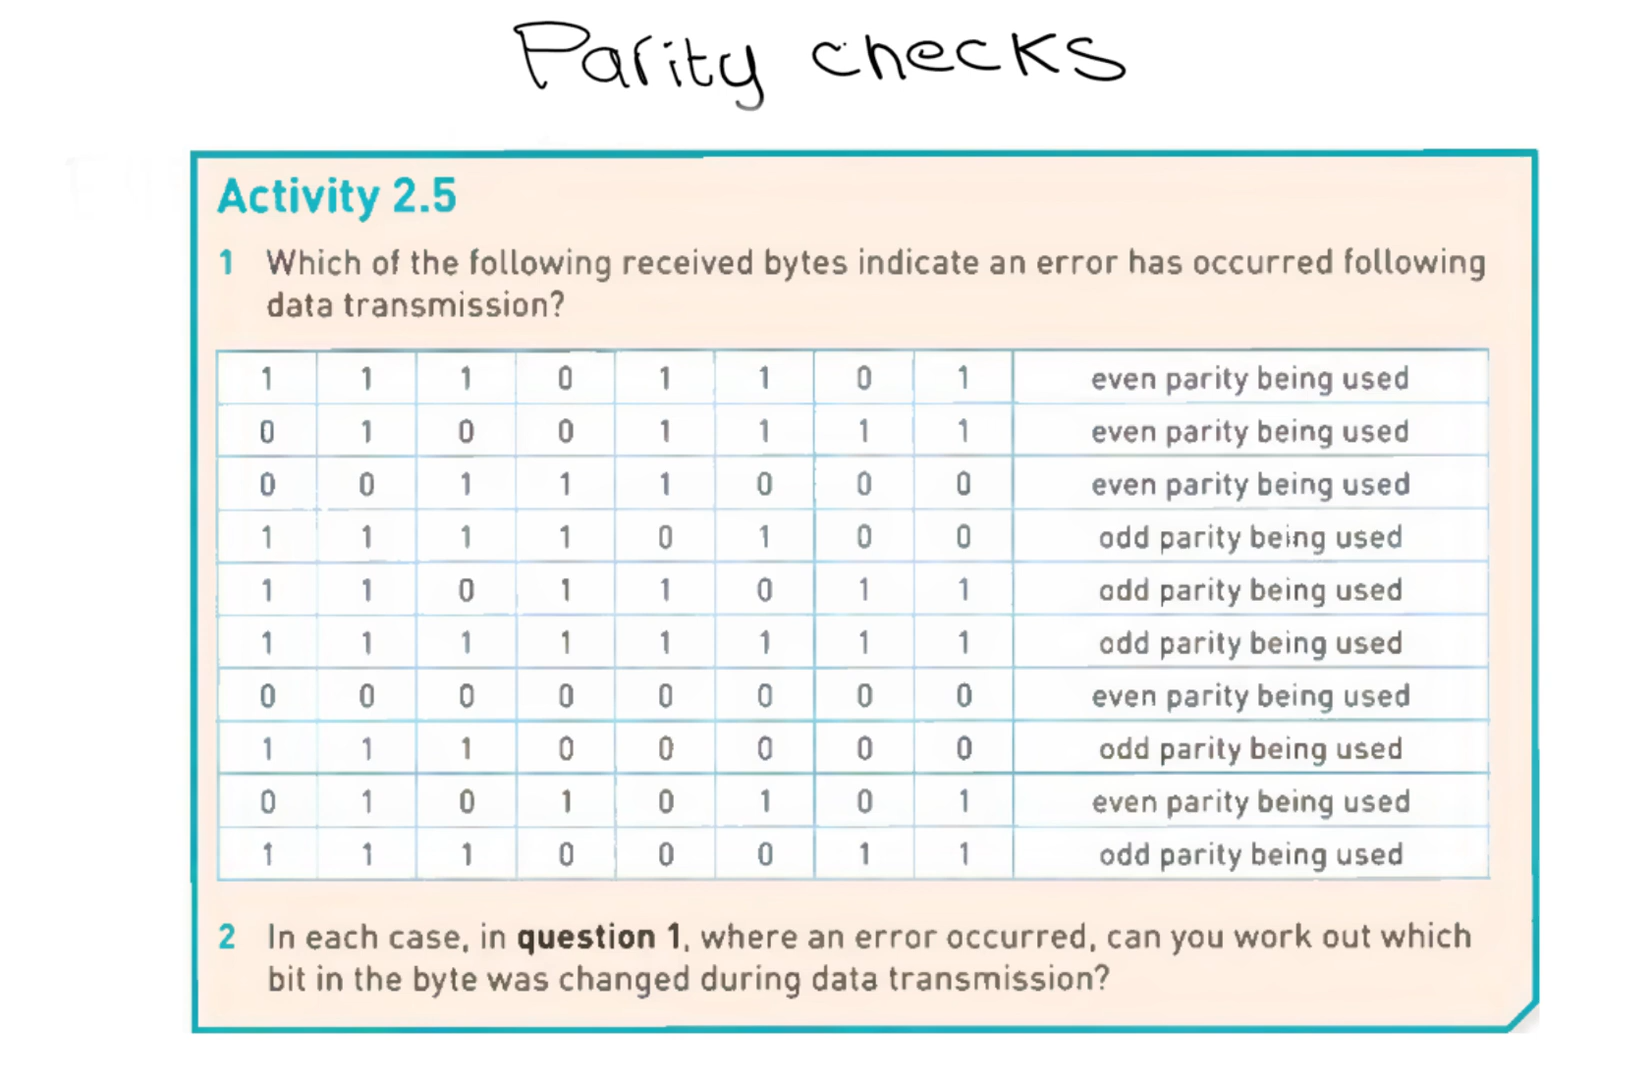 Parity checks
Activity 2.5
1 Which of the following received bytes indicate an error has occurred following
data transmission?
1 1 1 0 1 1 0 1 even parity being used
0 1 0 0 1 1 1 1 even parity being used
0 0 1 1 1 0 0 0 even parity being used
1 1 1 1 0 1 0 0 odd parity being used
1 1 0 1 1 0 1 1 odd parity being used
1 1 1 1 1 1 1 1 odd parity being used
0 0 0 0 0 0 0 0 even parity being used
1 1 1 0 0 0 0 0 odd parity being used
0 1 0 1 0 1 0 1 even parity being used
1 1 1 0 0 0 1 1 odd parity being used
2 In each case, in question 1, where an error occurred, can you work out which
bit in the byte was changed during data transmission?